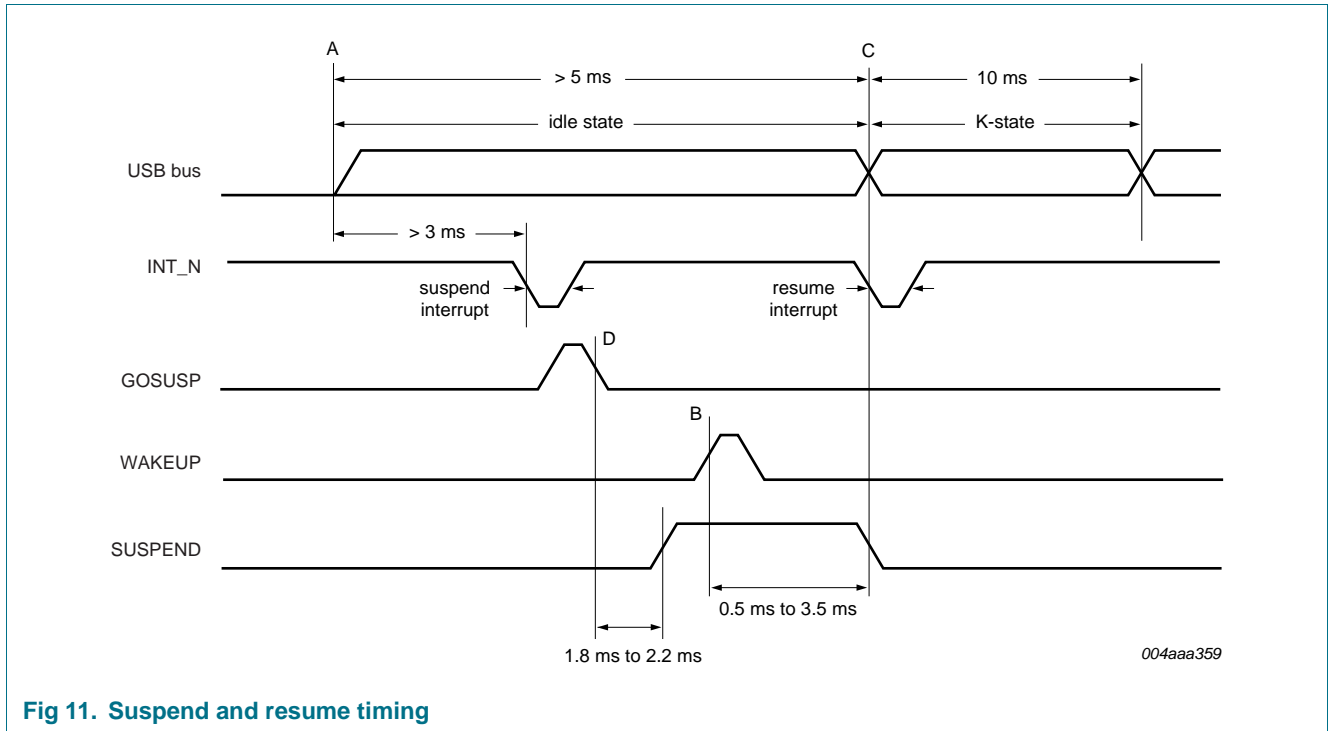 A
C
> 5 ms
10 ms
idle state
K-state
USB bus
> 3 ms
INT_N
suspend
interrupt
resume
interrupt
D
GOSUSP
B
WAKEUP
SUSPEND
0.5 ms to 3.5 ms
1.8 ms to 2.2 ms
004aaa359
Fig 11. Suspend and resume timing